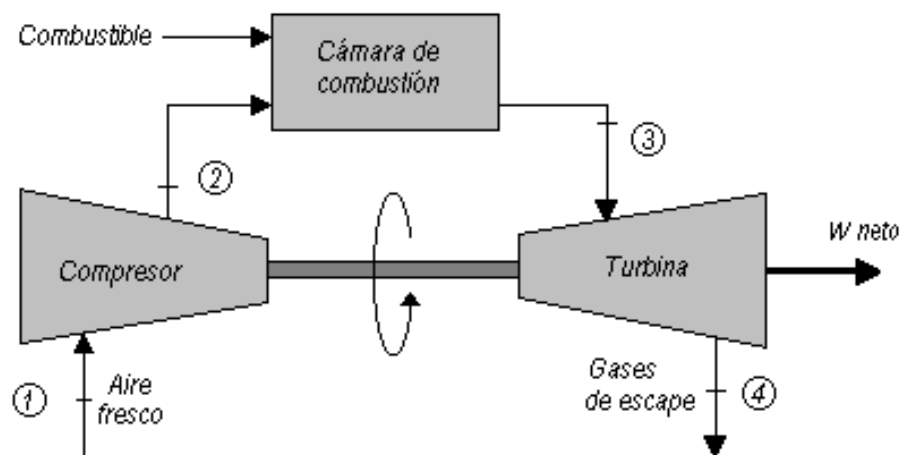 Combustible
Cámara de
combustión
2
3
Compresor
Turbina
W neto
1
Aire
fresco
Gases
de escape
4